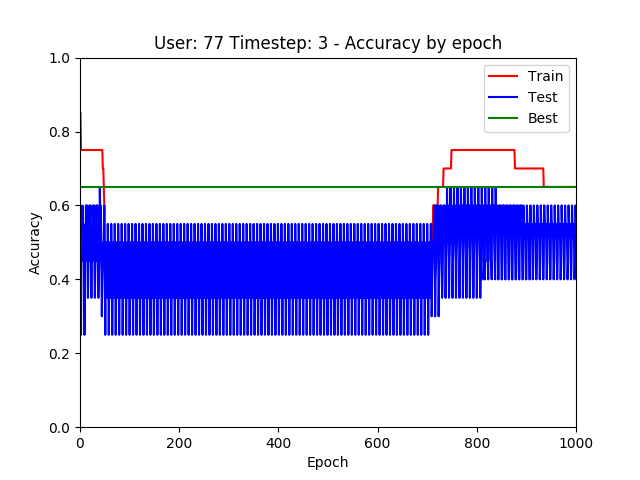 User: 77 Timestep: 3 - Accuracy by epoch
Train
Test
Best
1.0
0.8
0.6
0.4
0.2
0.0
Accuracy
0 200 400 600 800 1000
Epoch